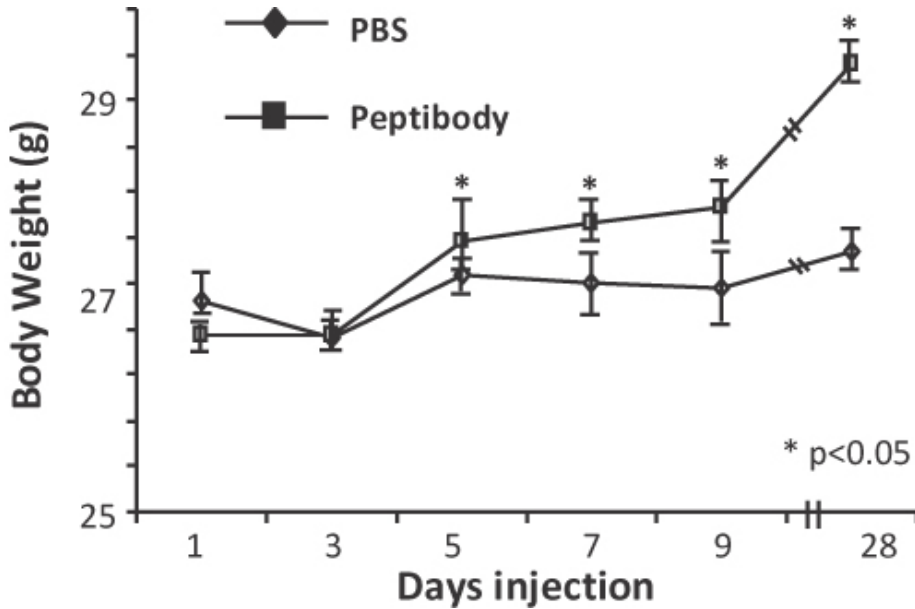 PBS
Peptibody
Body Weight (g)
29
27
25
*
*
*
*
* p<0.05
1 3 5 7 9 28
Days injection